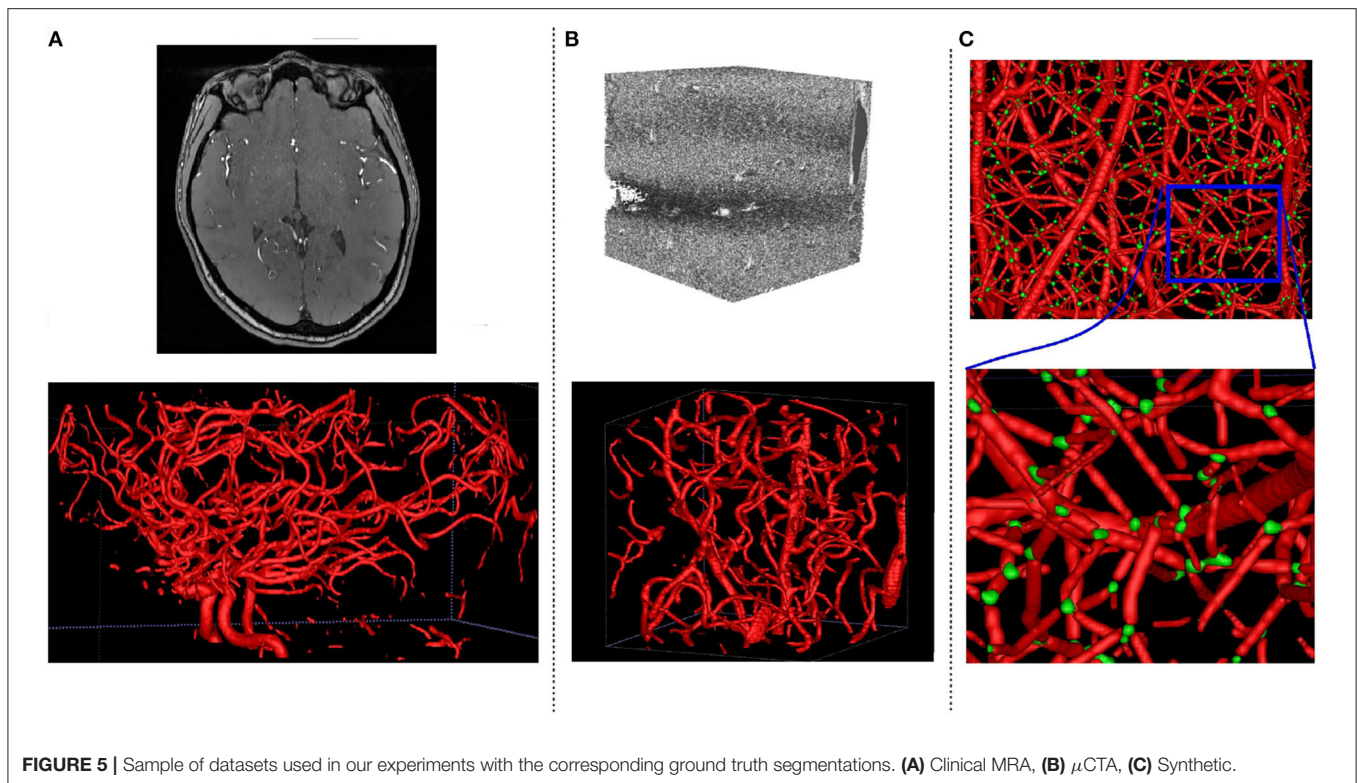 A
B
C
FIGURE 5 | Sample of datasets used in our experiments with the corresponding ground truth segmentations. (A) Clinical MRA, (B) μCTA, (C) Synthetic.